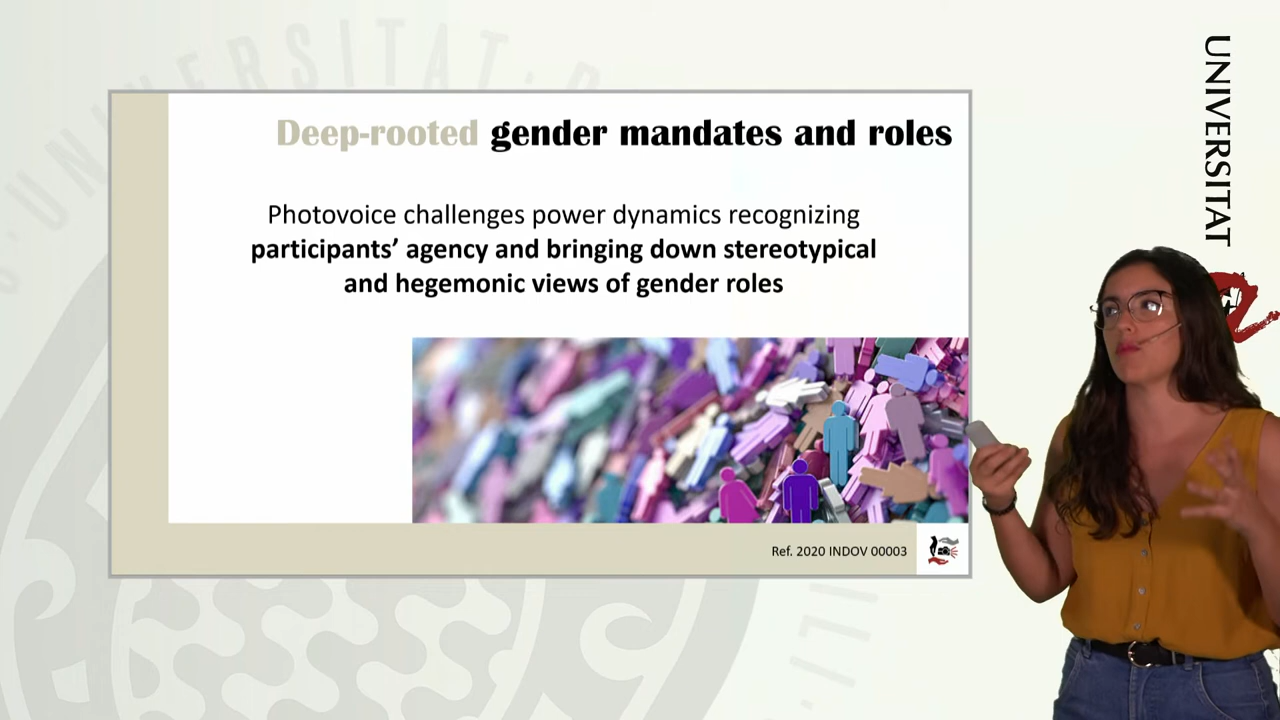 Deep-rooted gender mandates and roles
Photovoice challenges power dynamics recognizing
participants' agency and bringing down stereotypical
and hegemonic views of gender roles
Ref. 2020 INDOV 00003
UNIVERSITAT
UNIVERSITAT